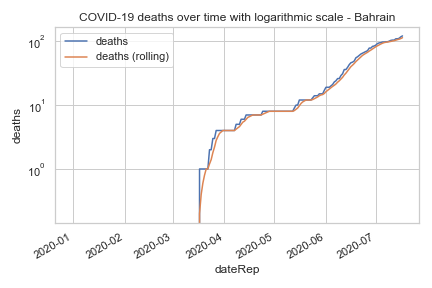 COVID-19 deaths over time with logarithmic scale - Bahrain
deaths
deaths (rolling)
10²
10¹
10⁰
deaths
2020-01
2020-02
2020-03
2020-04
2020-05
2020-06
2020-07
dateRep